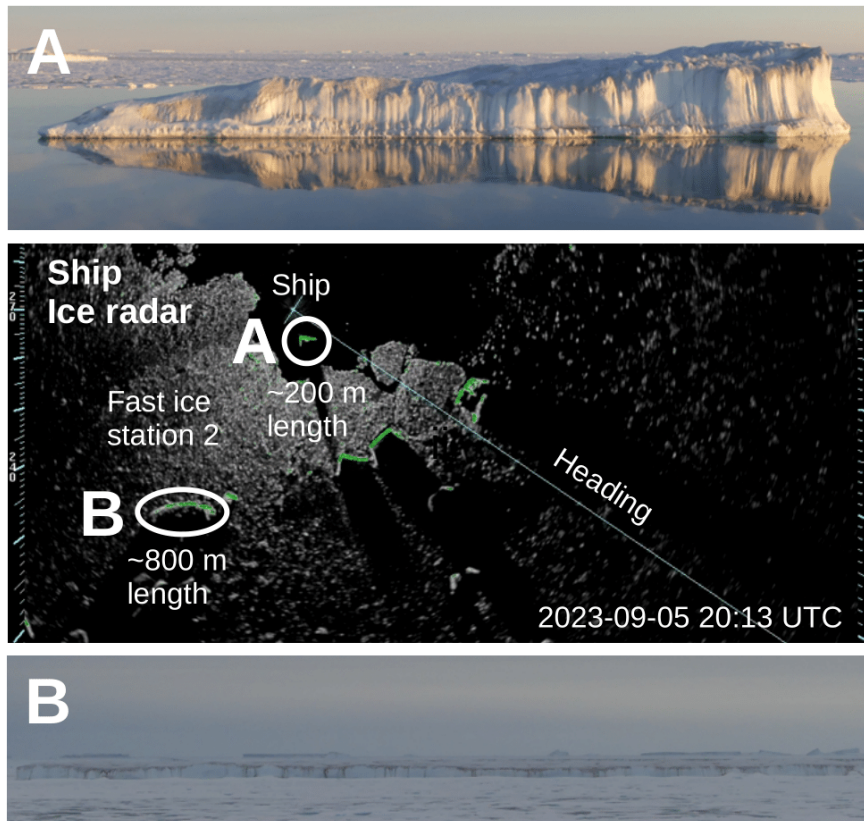 A
Ship
Ice radar
Ship
A
~200 m
length
Fast ice
station 2
Heading
B
~800 m
length
2023-09-05 20:13 UTC
B